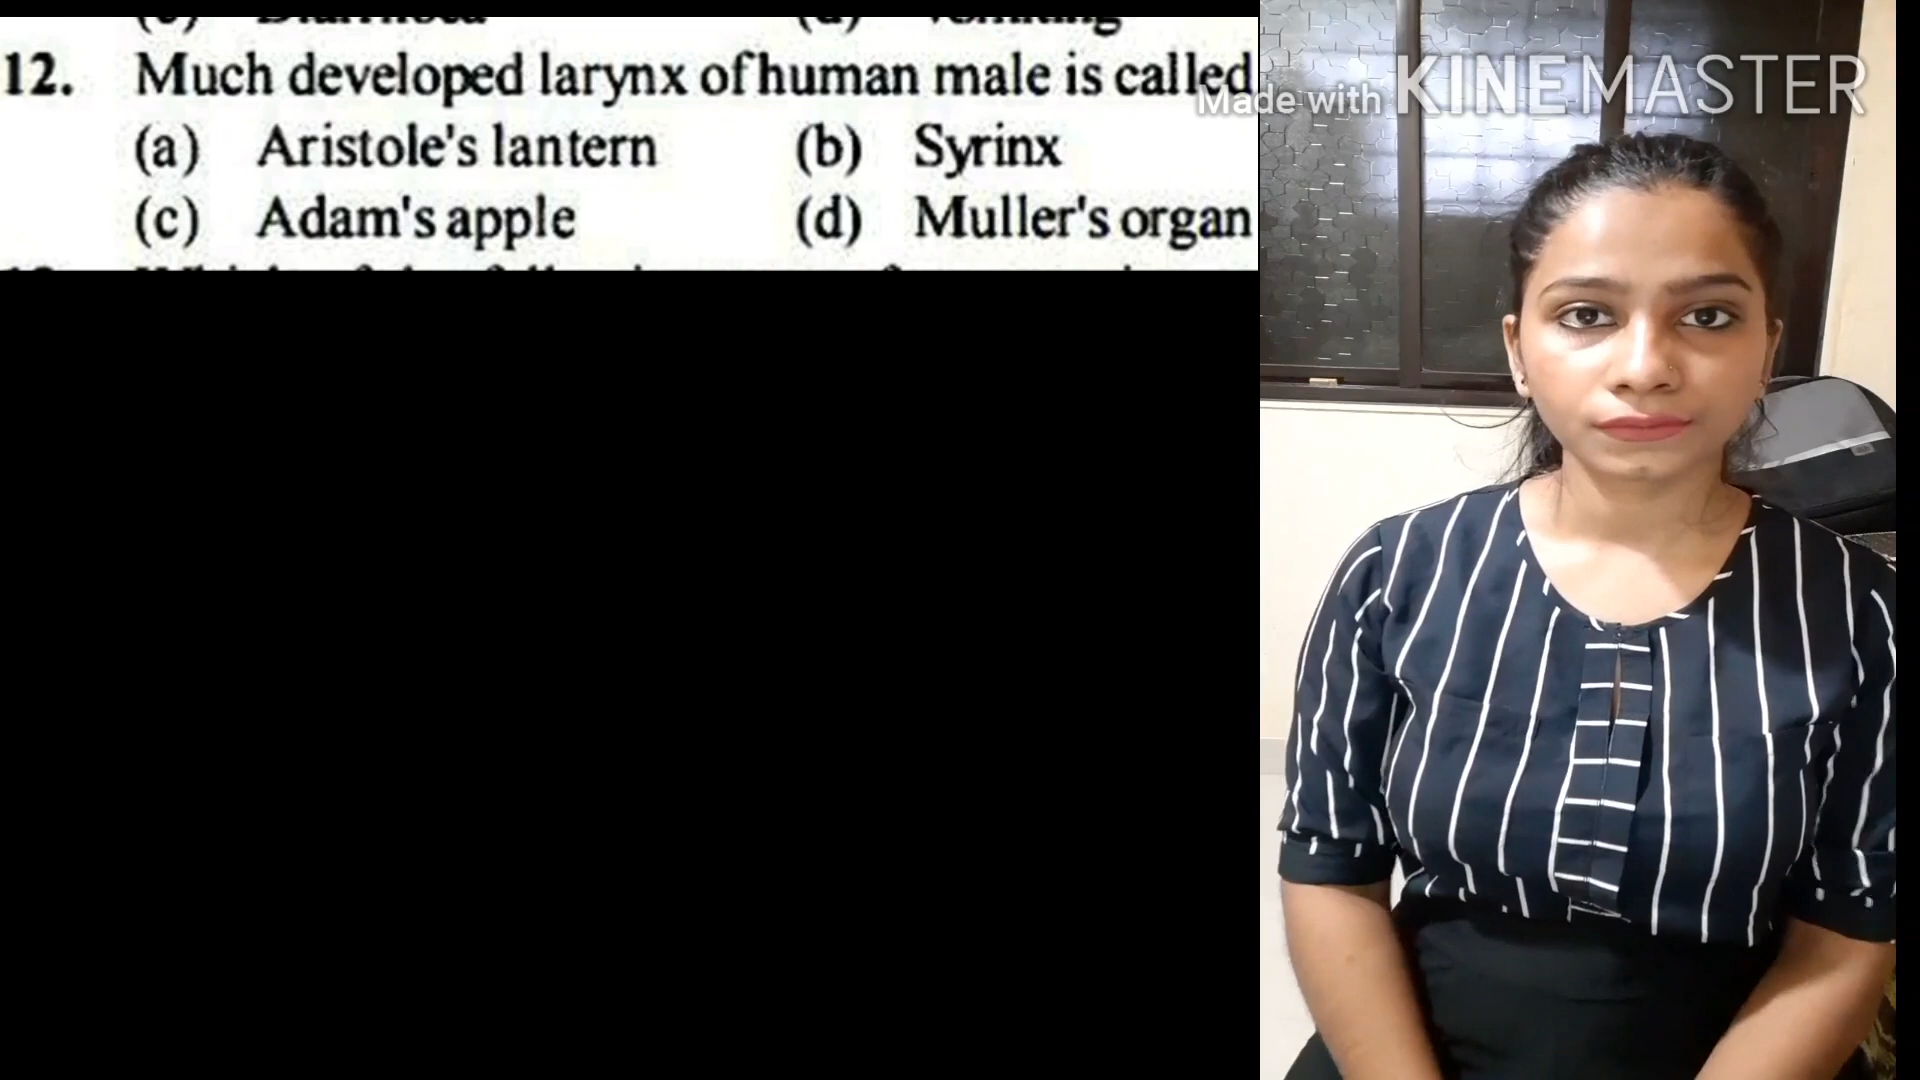 12. Much developed larynx of human male is called
(a) Aristole's lantern (b) Syrinx
(c) Adam's apple (d) Muller's organ
Made with KINEMASTER